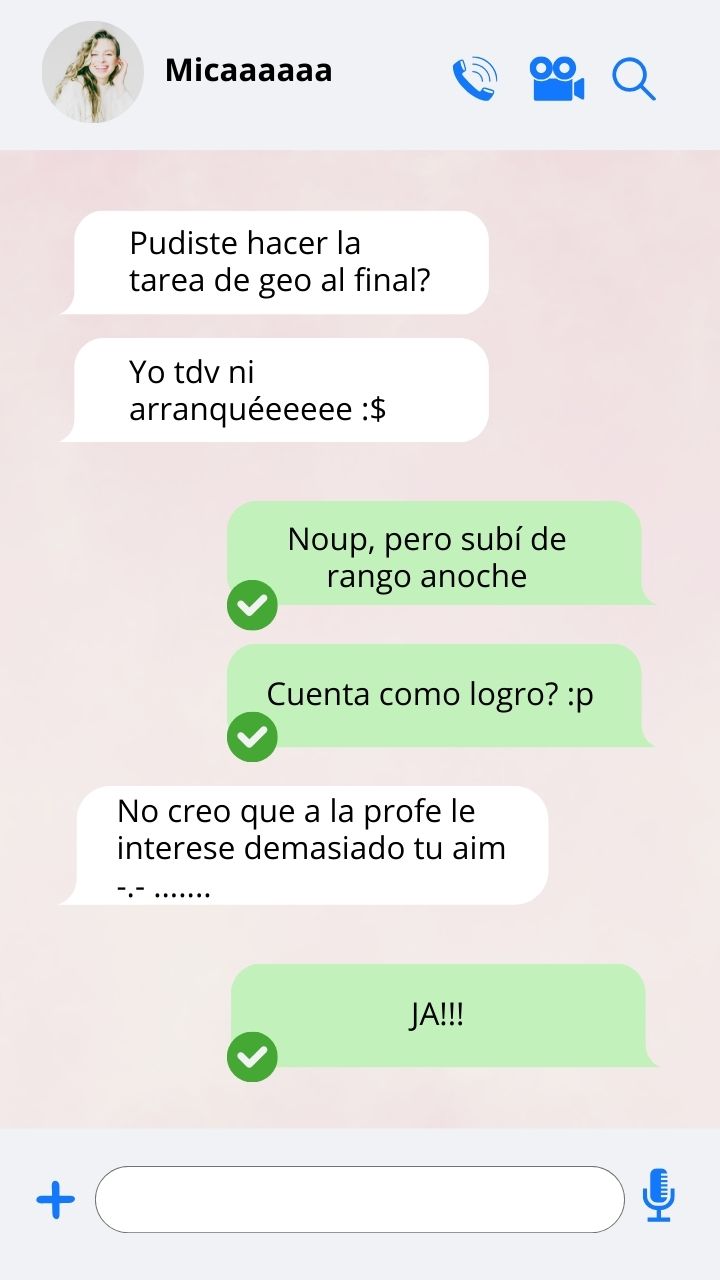 Micaaaaaa
Pudiste hacer la
tarea de geo al final?
Yo tdv ni
arranquéeeeee :$
Noup, pero subí de
rango anoche
Cuenta como logro? :p
No creo que a la profe le
interese demasiado tu aim
-.- .......
JA!!!